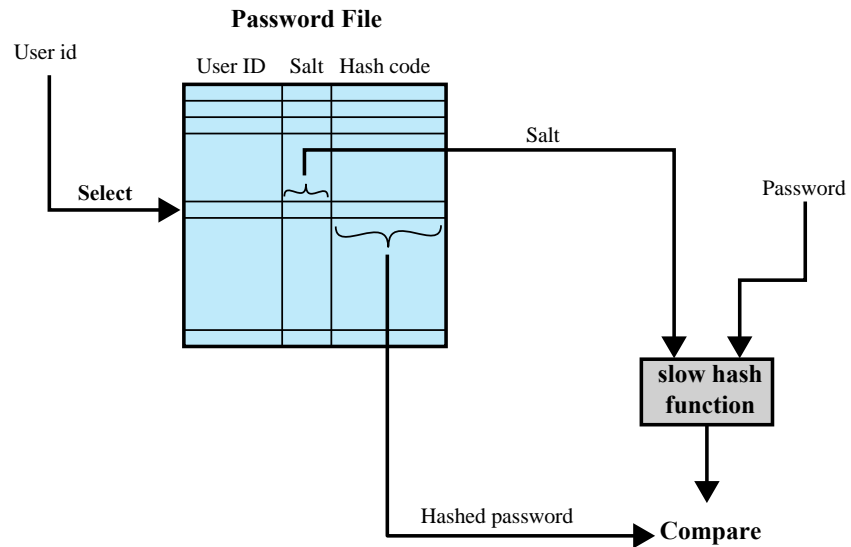 Password File
User id
User ID Salt Hash code
Salt
Select
Password
slow hash
function
Hashed password
Compare